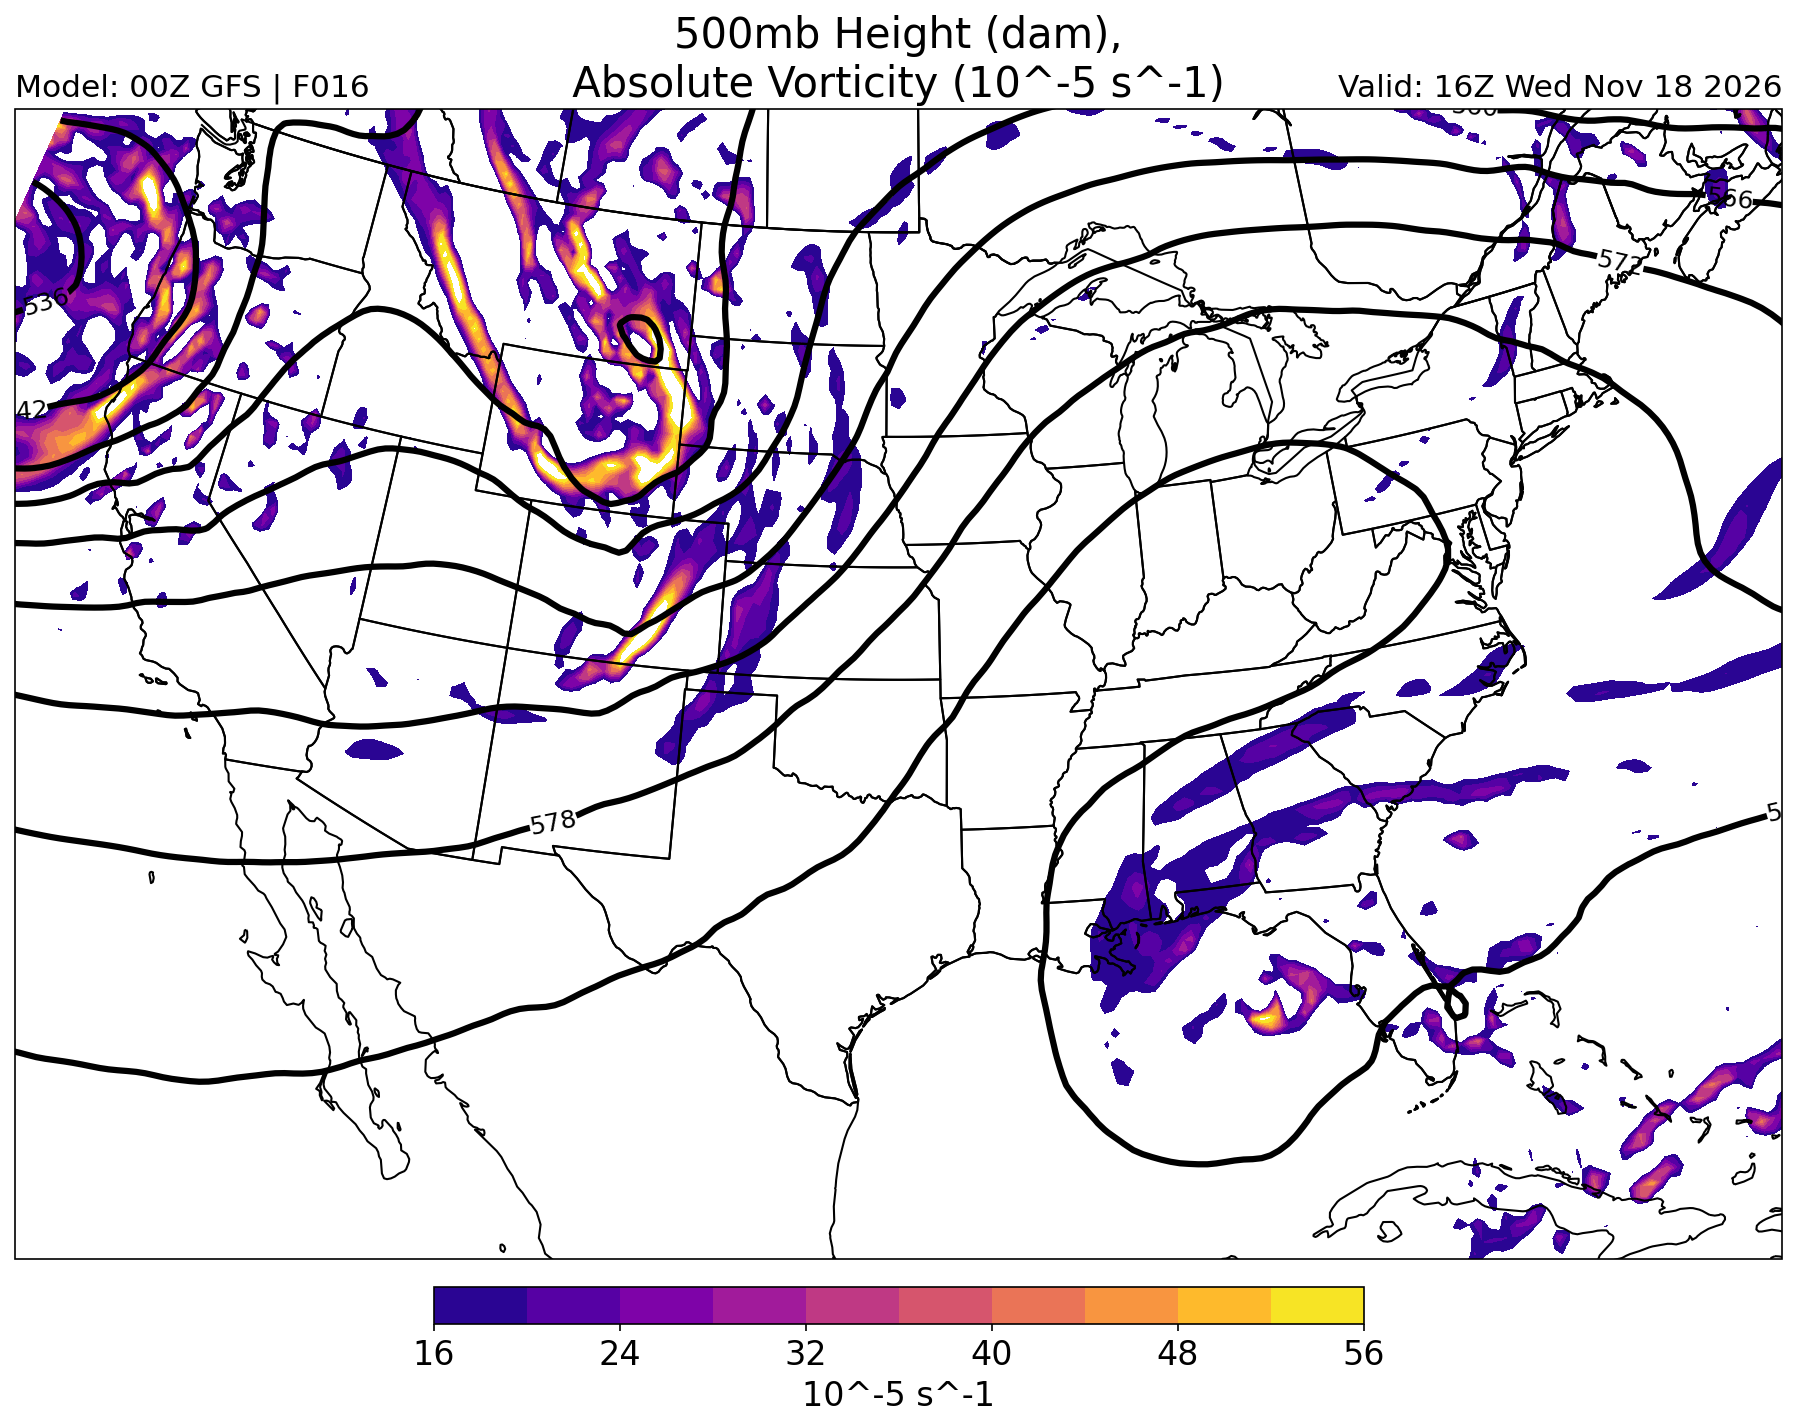 500mb Height (dam),
Absolute Vorticity (10^-5 s^-1)
Model: 00Z GFS | F016
Valid: 16Z Wed Nov 18 2026
566
572
536
42
578
5
16 24 32 40 48 56
10^-5 s^-1